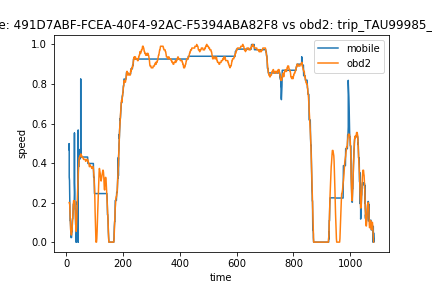 e: 491D7ABF-FCEA-40F4-92AC-F5394ABA82F8 vs obd2: trip_TAU99985_
mobile
obd2
1.0
0.8
0.6
0.4
0.2
0.0
speed
0 200 400 600 800 1000
time